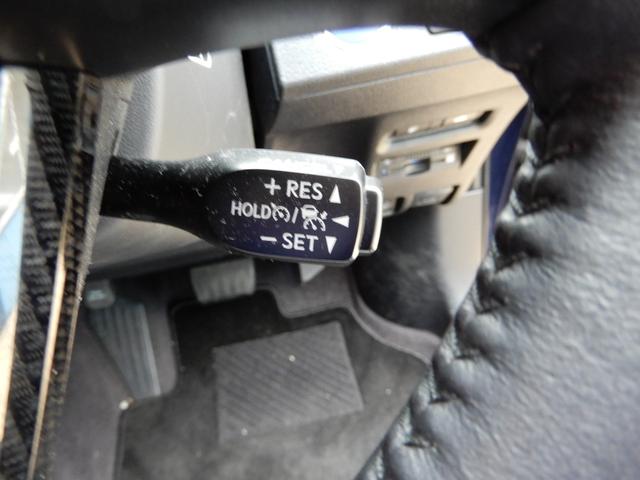 + RES ▲
HOLD / ◄
− SET ▼